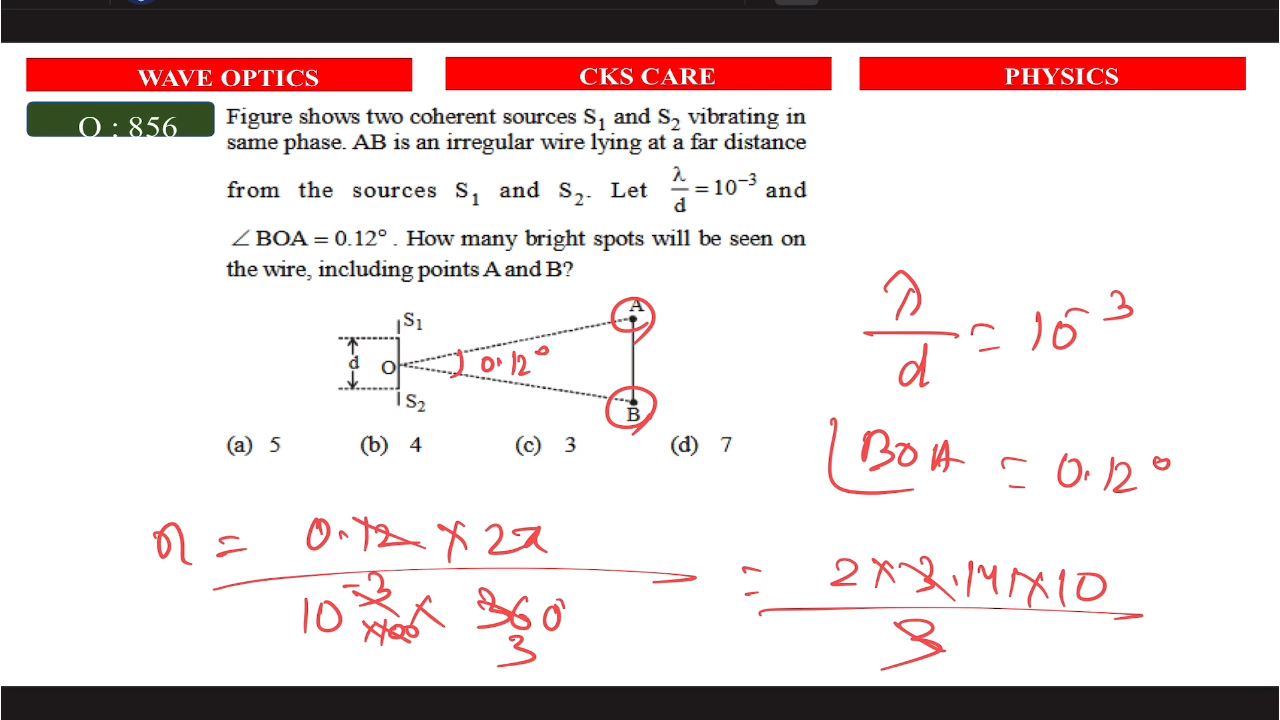 WAVE OPTICS
CKS CARE
PHYSICS
Q : 856
Figure shows two coherent sources S₁ and S₂ vibrating in
same phase. AB is an irregular wire lying at a far distance
from the sources S₁ and S₂. Let λ/d = 10⁻³ and
∠BOA = 0.12° . How many bright spots will be seen on
the wire, including points A and B?
S₁
A
d
O
0.12°
S₂
B
(a) 5 (b) 4 (c) 3 (d) 7
λ/d = 10⁻³
∠BOA = 0.12°
n = 0.12 × 2π / 10⁻³ × 360 = 2 × 3.14 × 10 / 3
100
3